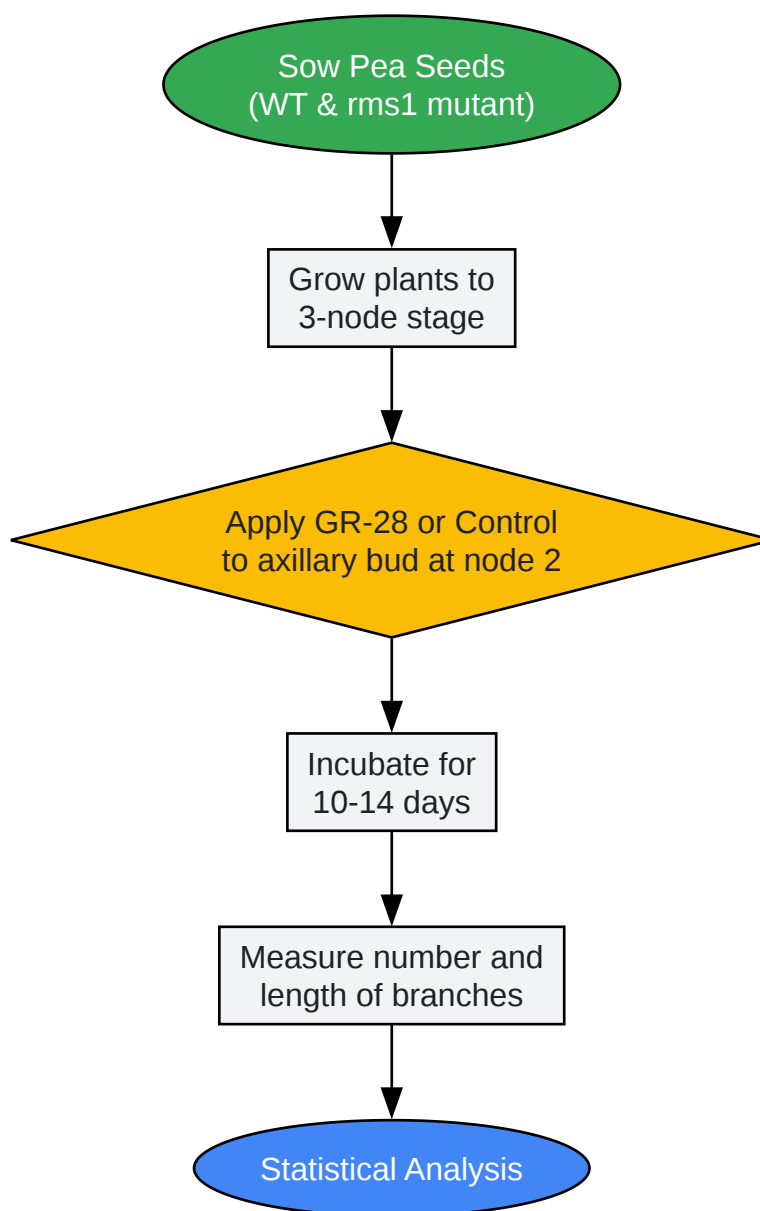 Sow Pea Seeds
(WT & rms1 mutant)
Grow plants to
3-node stage
Apply GR-28 or Control
to axillary bud at node 2
Incubate for
10-14 days
Measure number and
length of branches
Statistical Analysis